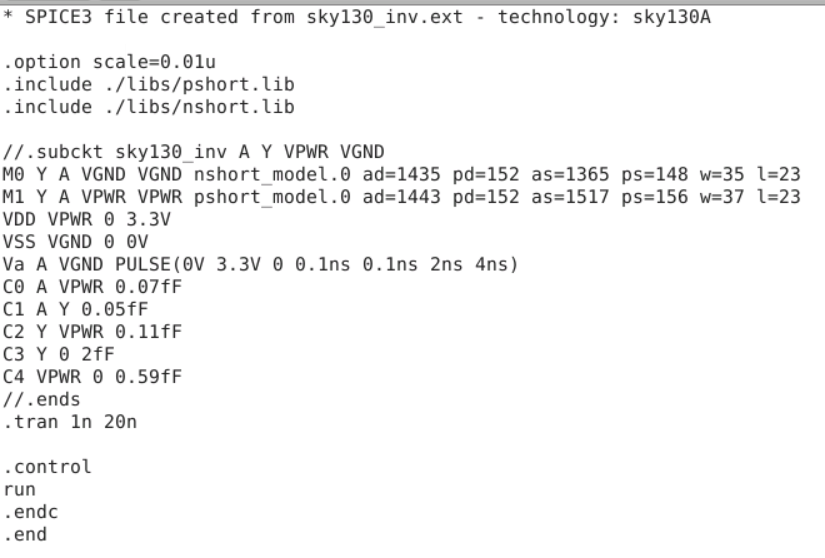 * SPICE3 file created from sky130_inv.ext - technology: sky130A
.option scale=0.01u
.include ./libs/pshort.lib
.include ./libs/nshort.lib
//.subckt sky130_inv A Y VPWR VGND
M0 Y A VGND VGND nshort_model.0 ad=1435 pd=152 as=1365 ps=148 w=35 l=23
M1 Y A VPWR VPWR pshort_model.0 ad=1443 pd=152 as=1517 ps=156 w=37 l=23
VDD VPWR 0 3.3V
VSS VGND 0 0V
Va A VGND PULSE(0V 3.3V 0 0.1ns 0.1ns 2ns 4ns)
C0 A VPWR 0.07fF
C1 A Y 0.05fF
C2 Y VPWR 0.11fF
C3 Y 0 2fF
C4 VPWR 0 0.59fF
//.ends
.tran 1n 20n
.control
run
.endc
.end